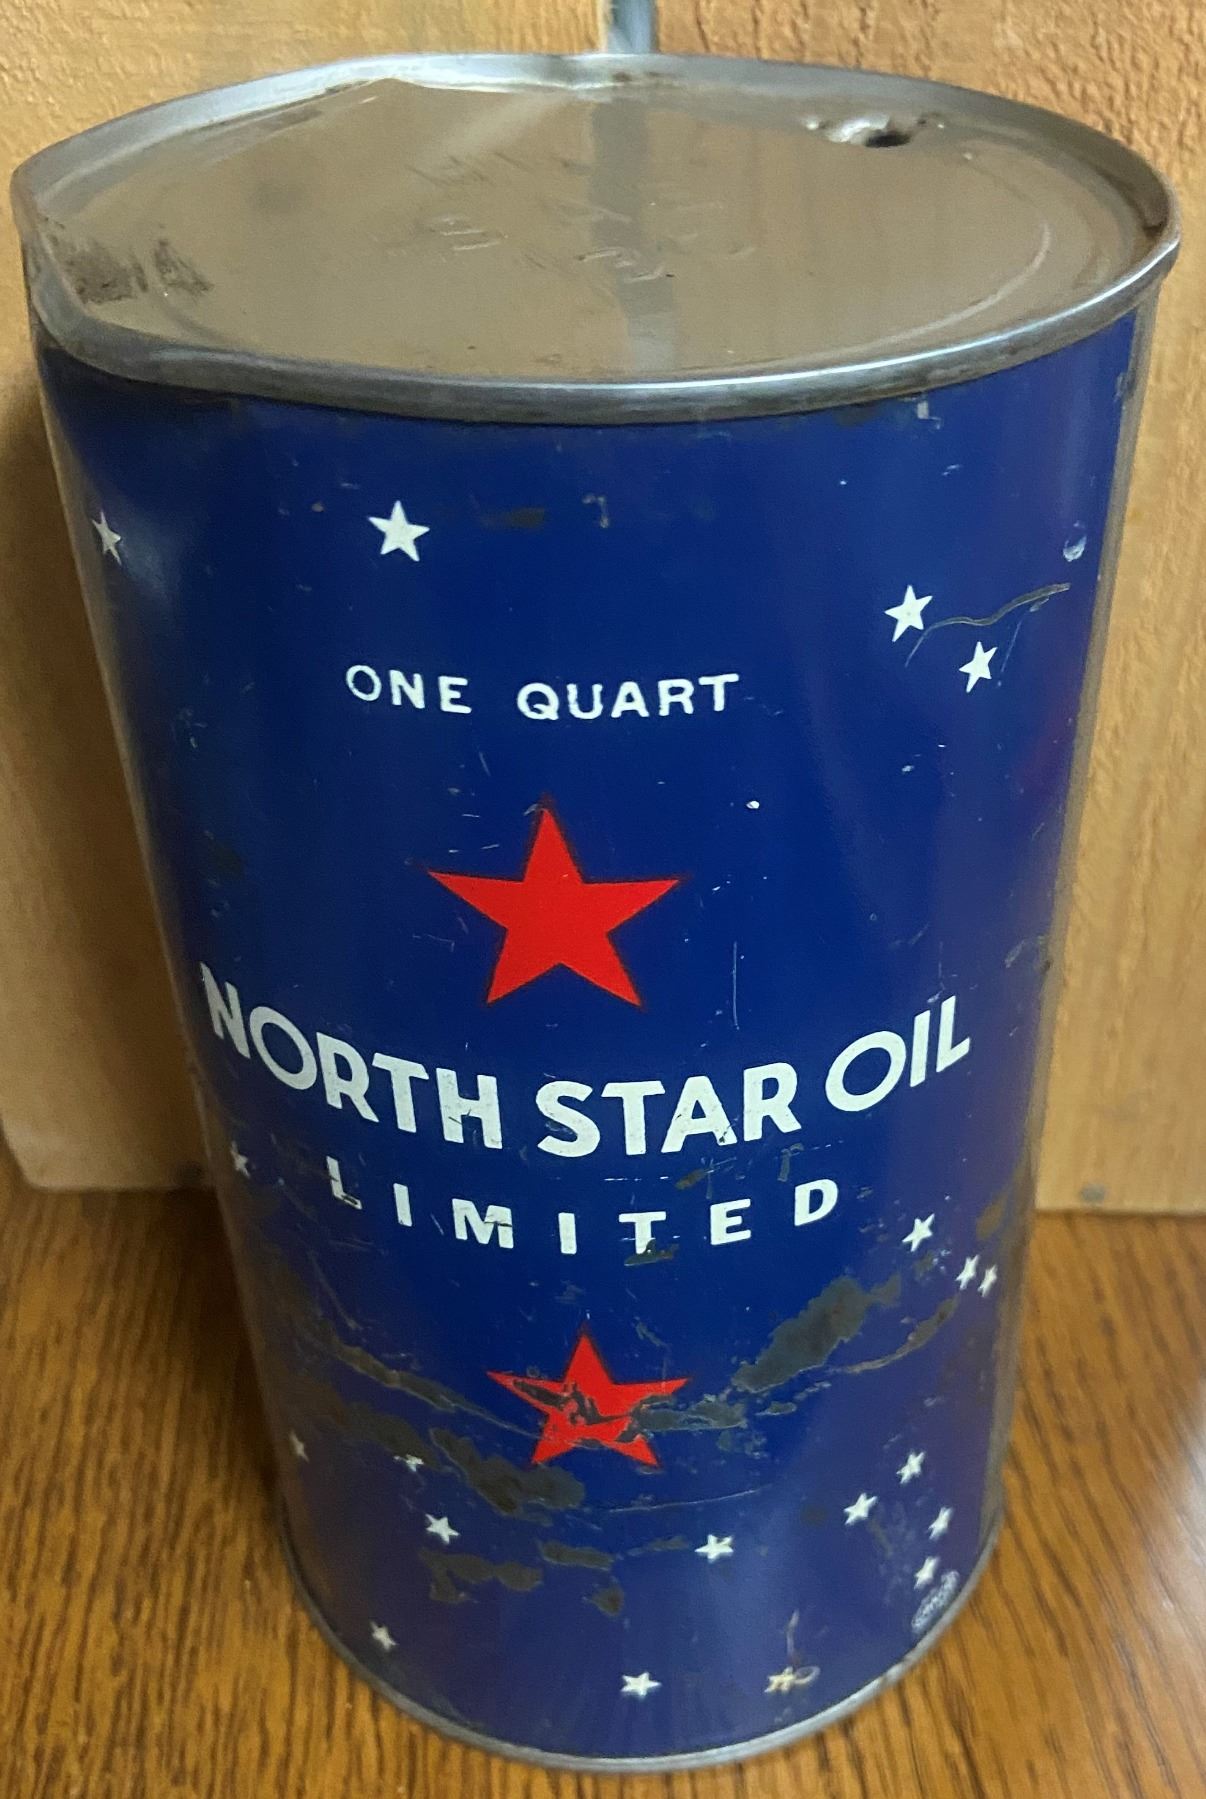 ONE QUART
NORTH STAR OIL
LIMITED